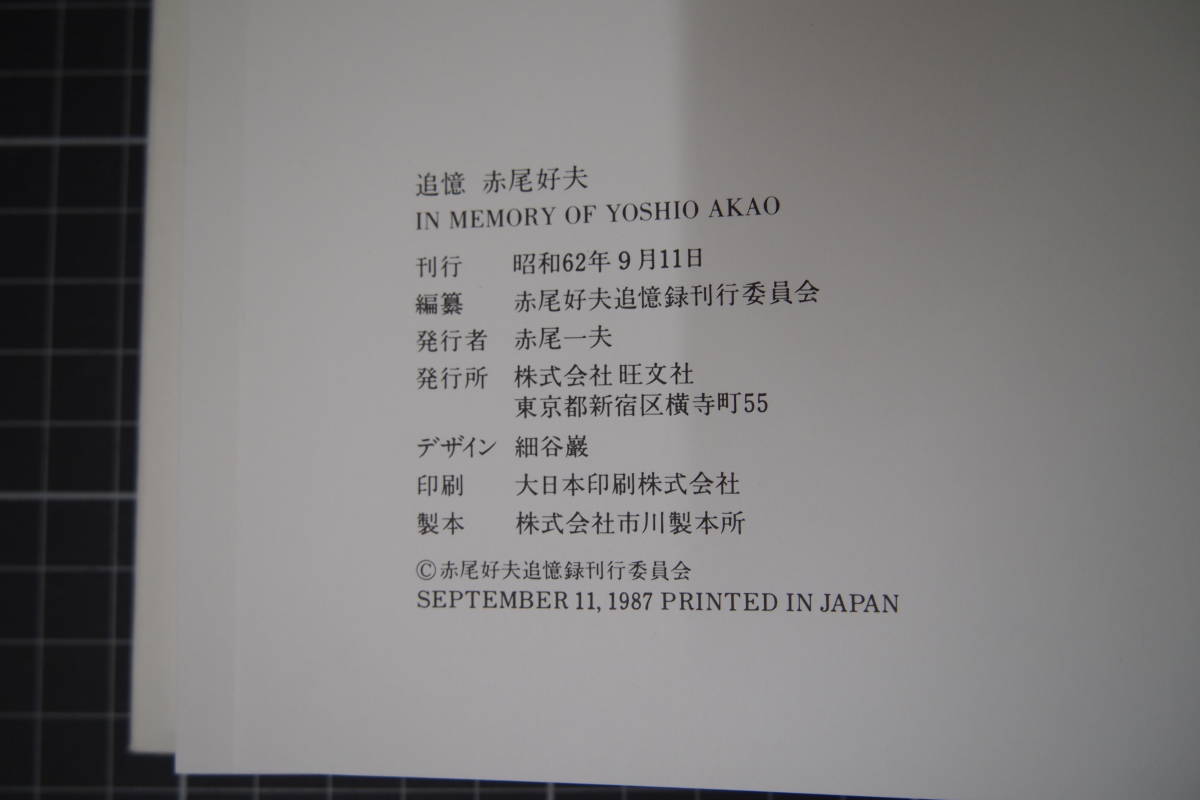 追憶 赤尾好夫
IN MEMORY OF YOSHIO AKAO
刊行 昭和62年9月11日
編纂 赤尾好夫追憶録刊行委員会
発行者 赤尾一夫
発行所 株式会社 旺文社
東京都新宿区横寺町55
デザイン 細谷巖
印刷 大日本印刷株式会社
製本 株式会社市川製本所
©赤尾好夫追憶録刊行委員会
SEPTEMBER 11, 1987 PRINTED IN JAPAN